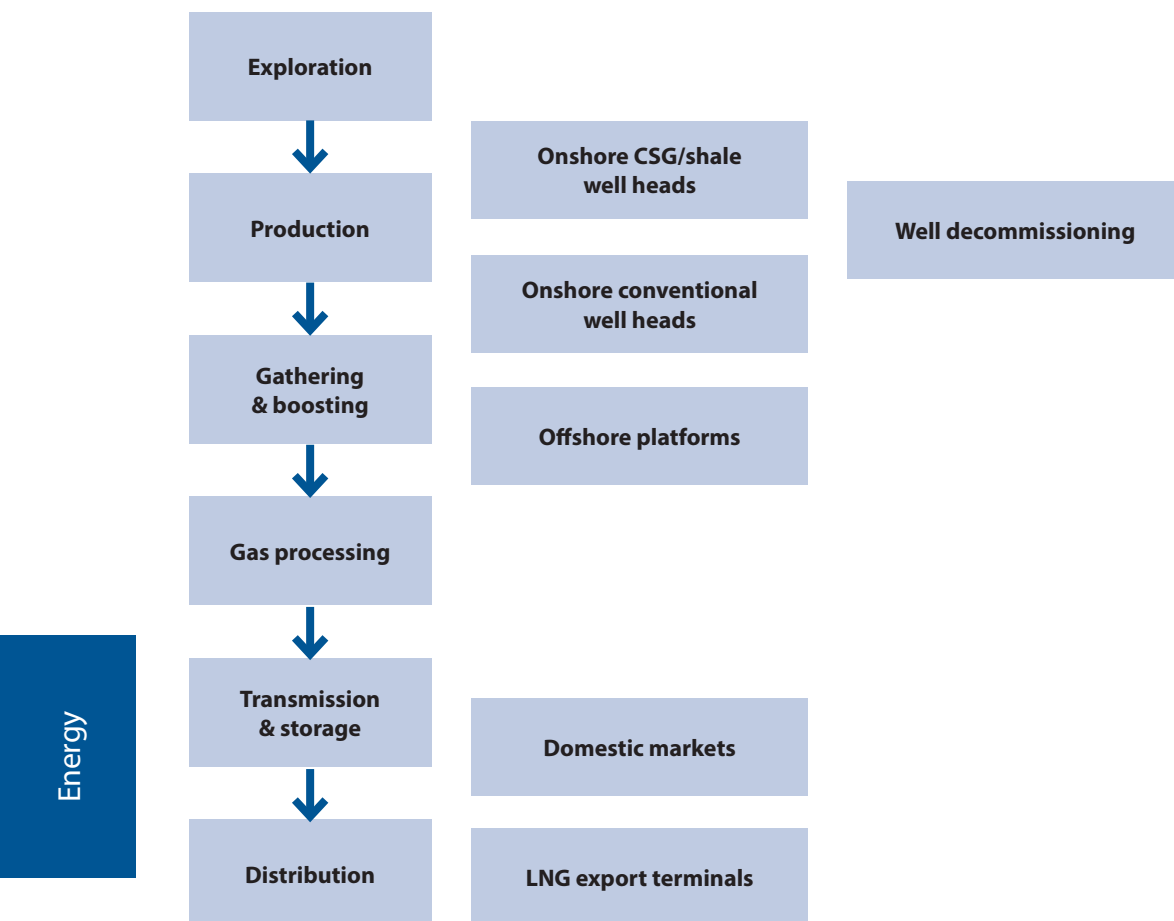 Exploration
Onshore CSG/shale
well heads
Production
Well decommissioning
Onshore conventional
well heads
Gathering
& boosting
Offshore platforms
Gas processing
Transmission
& storage
Domestic markets
Energy
Distribution
LNG export terminals